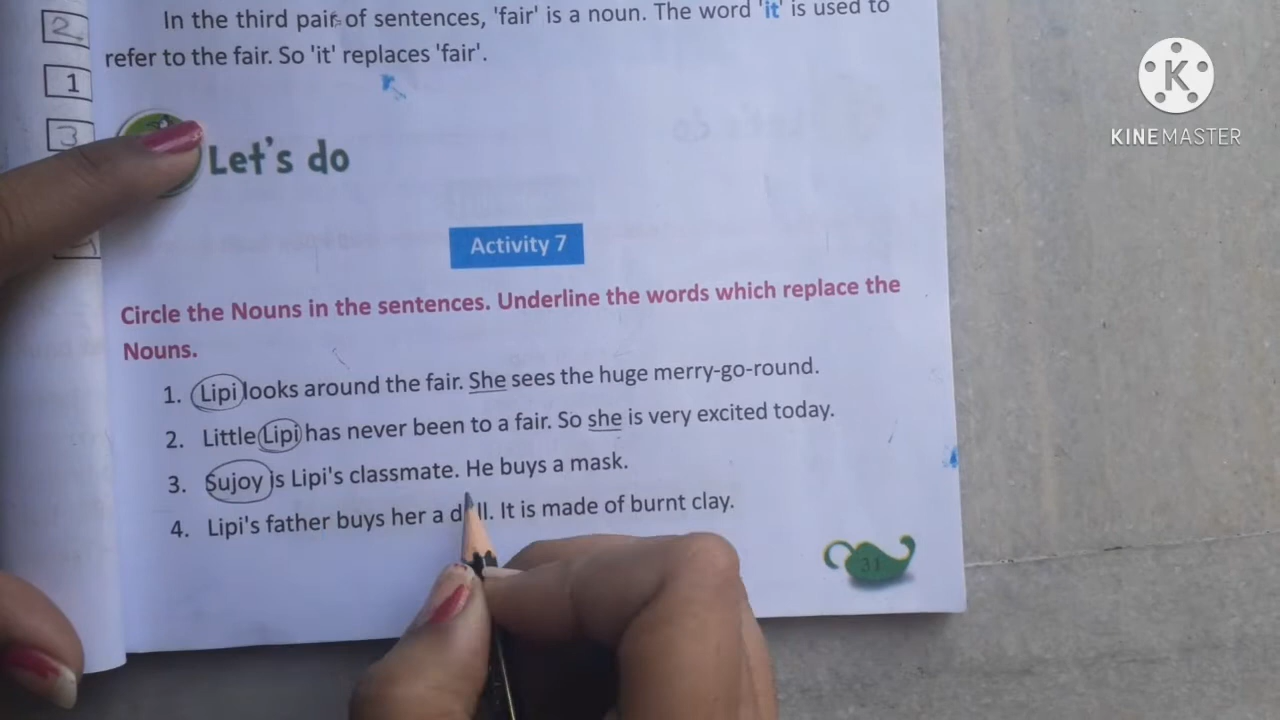 2
In the third pair of sentences, 'fair' is a noun. The word 'it' is used to
refer to the fair. So 'it' replaces 'fair'.
1
3
Let's do
Activity 7
Circle the Nouns in the sentences. Underline the words which replace the
Nouns.
1. Lipi looks around the fair. She sees the huge merry-go-round.
2. Little Lipi has never been to a fair. So she is very excited today.
3. Sujoy is Lipi's classmate. He buys a mask.
4. Lipi's father buys her a doll. It is made of burnt clay.
31
K
KINEMASTER